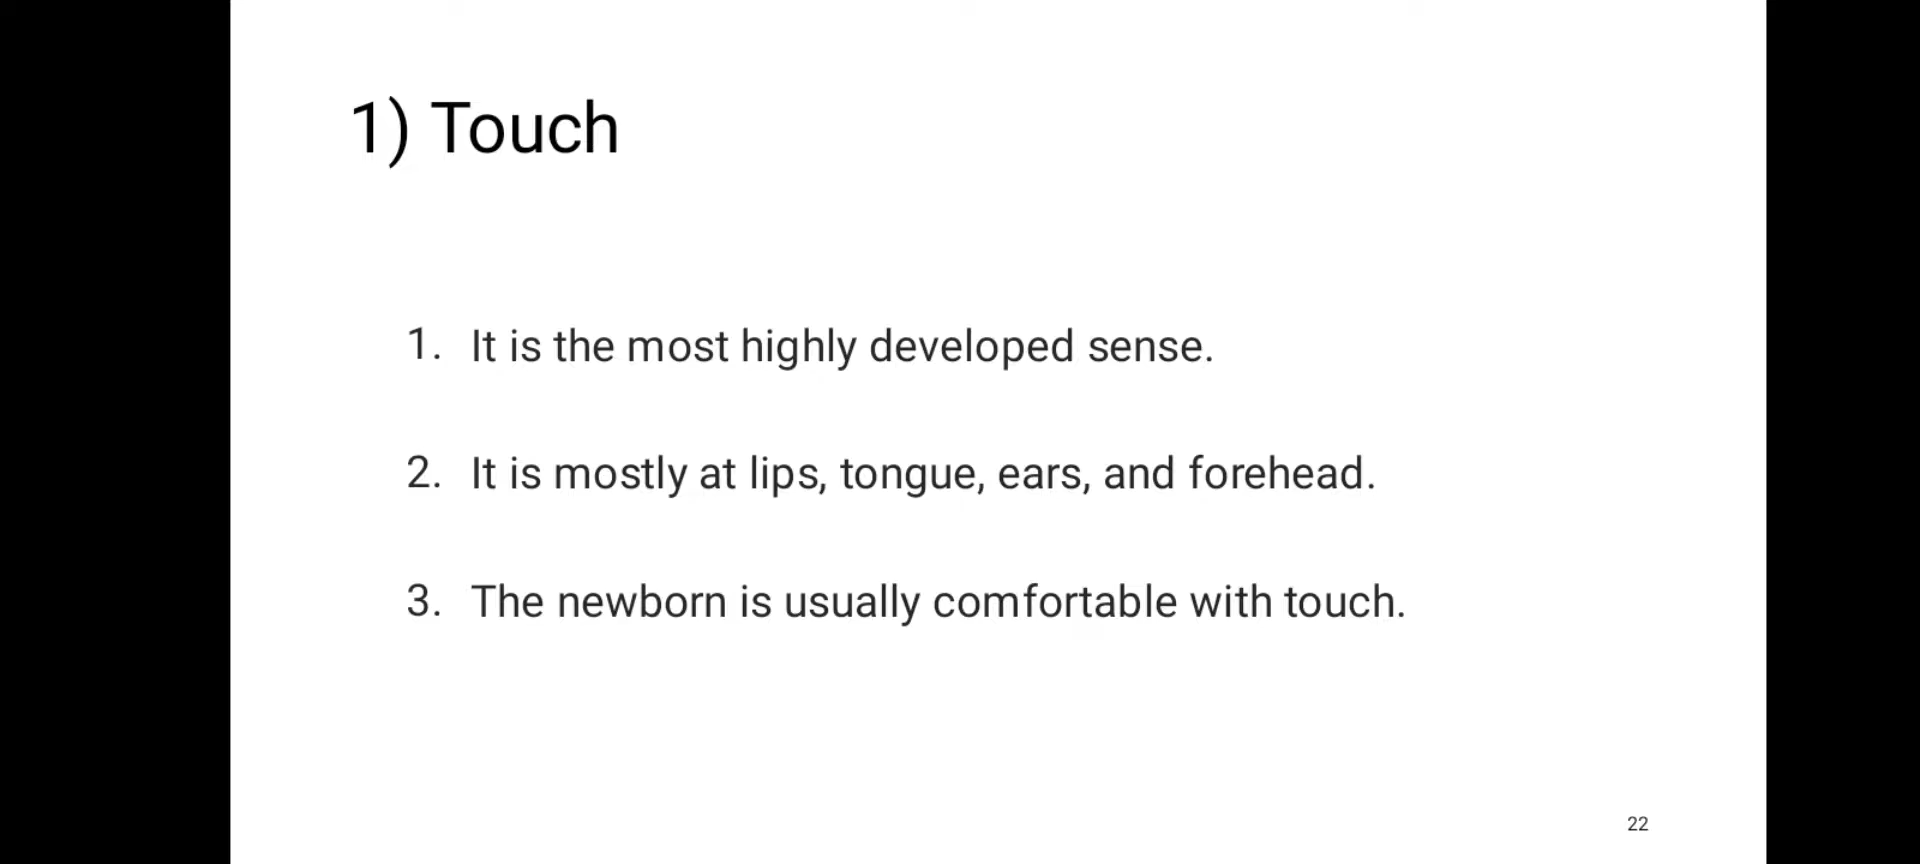 1) Touch
1. It is the most highly developed sense.
2. It is mostly at lips, tongue, ears, and forehead.
3. The newborn is usually comfortable with touch.
22